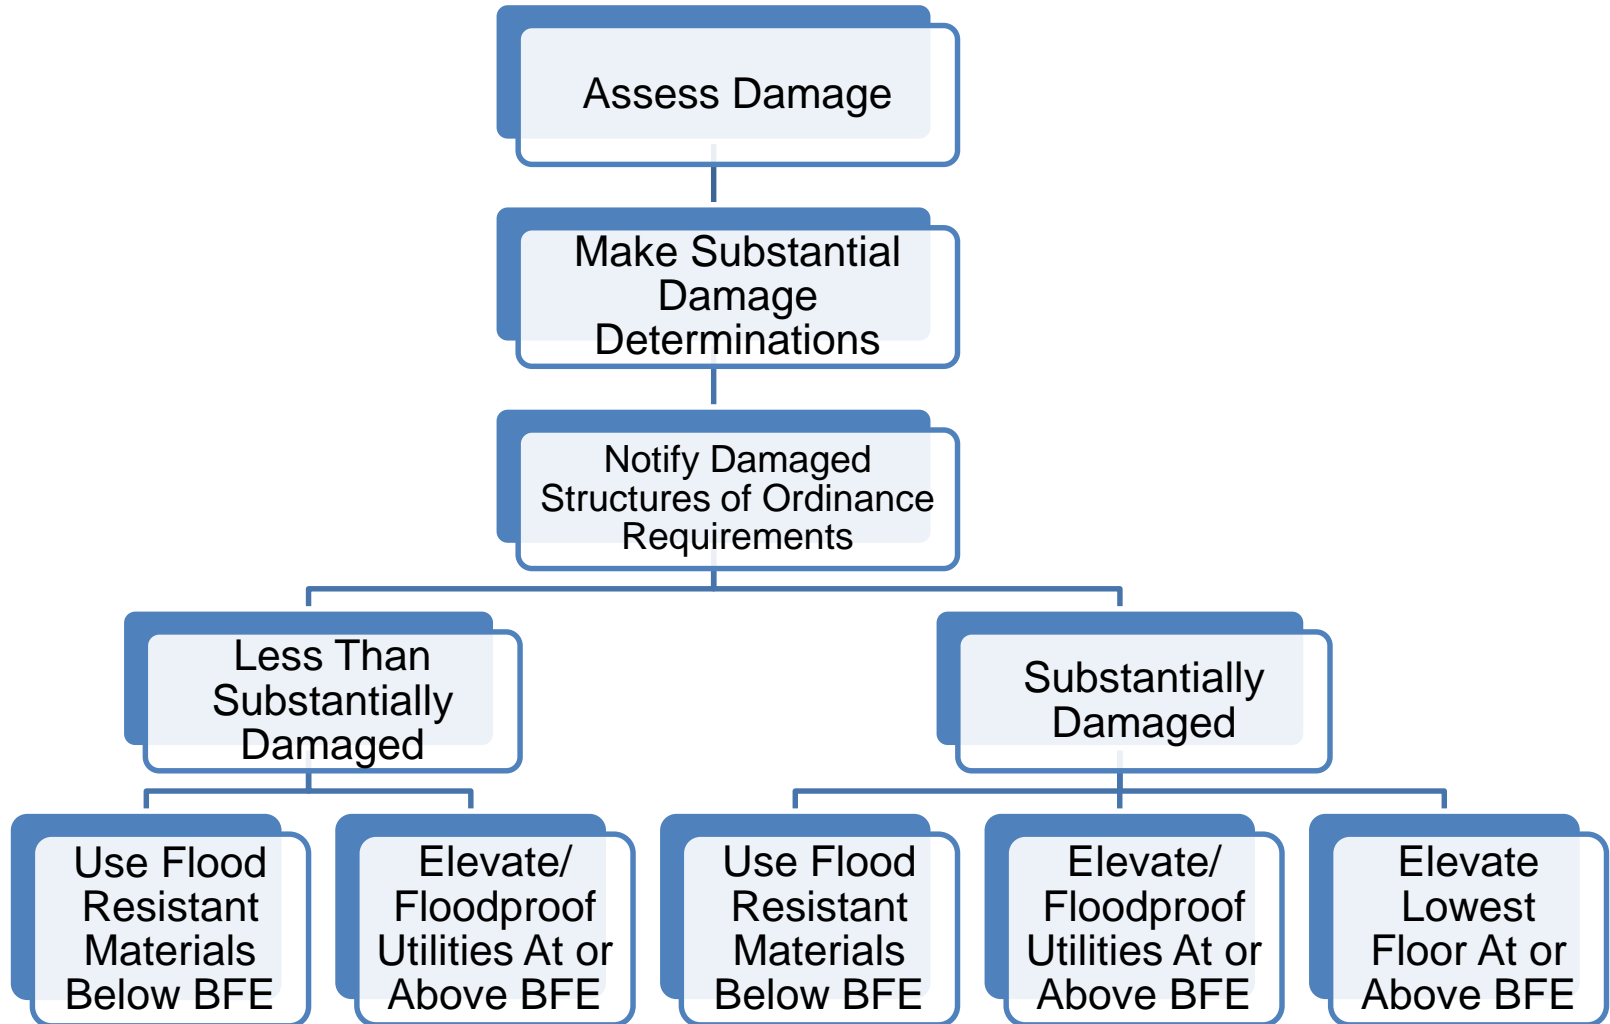 Assess Damage
Make Substantial
Damage
Determinations
Notify Damaged
Structures of Ordinance
Requirements
Less Than
Substantially
Damaged
Substantially
Damaged
Use Flood
Resistant
Materials
Below BFE
Elevate/
Floodproof
Utilities At or
Above BFE
Use Flood
Resistant
Materials
Below BFE
Elevate/
Floodproof
Utilities At or
Above BFE
Elevate
Lowest
Floor At or
Above BFE